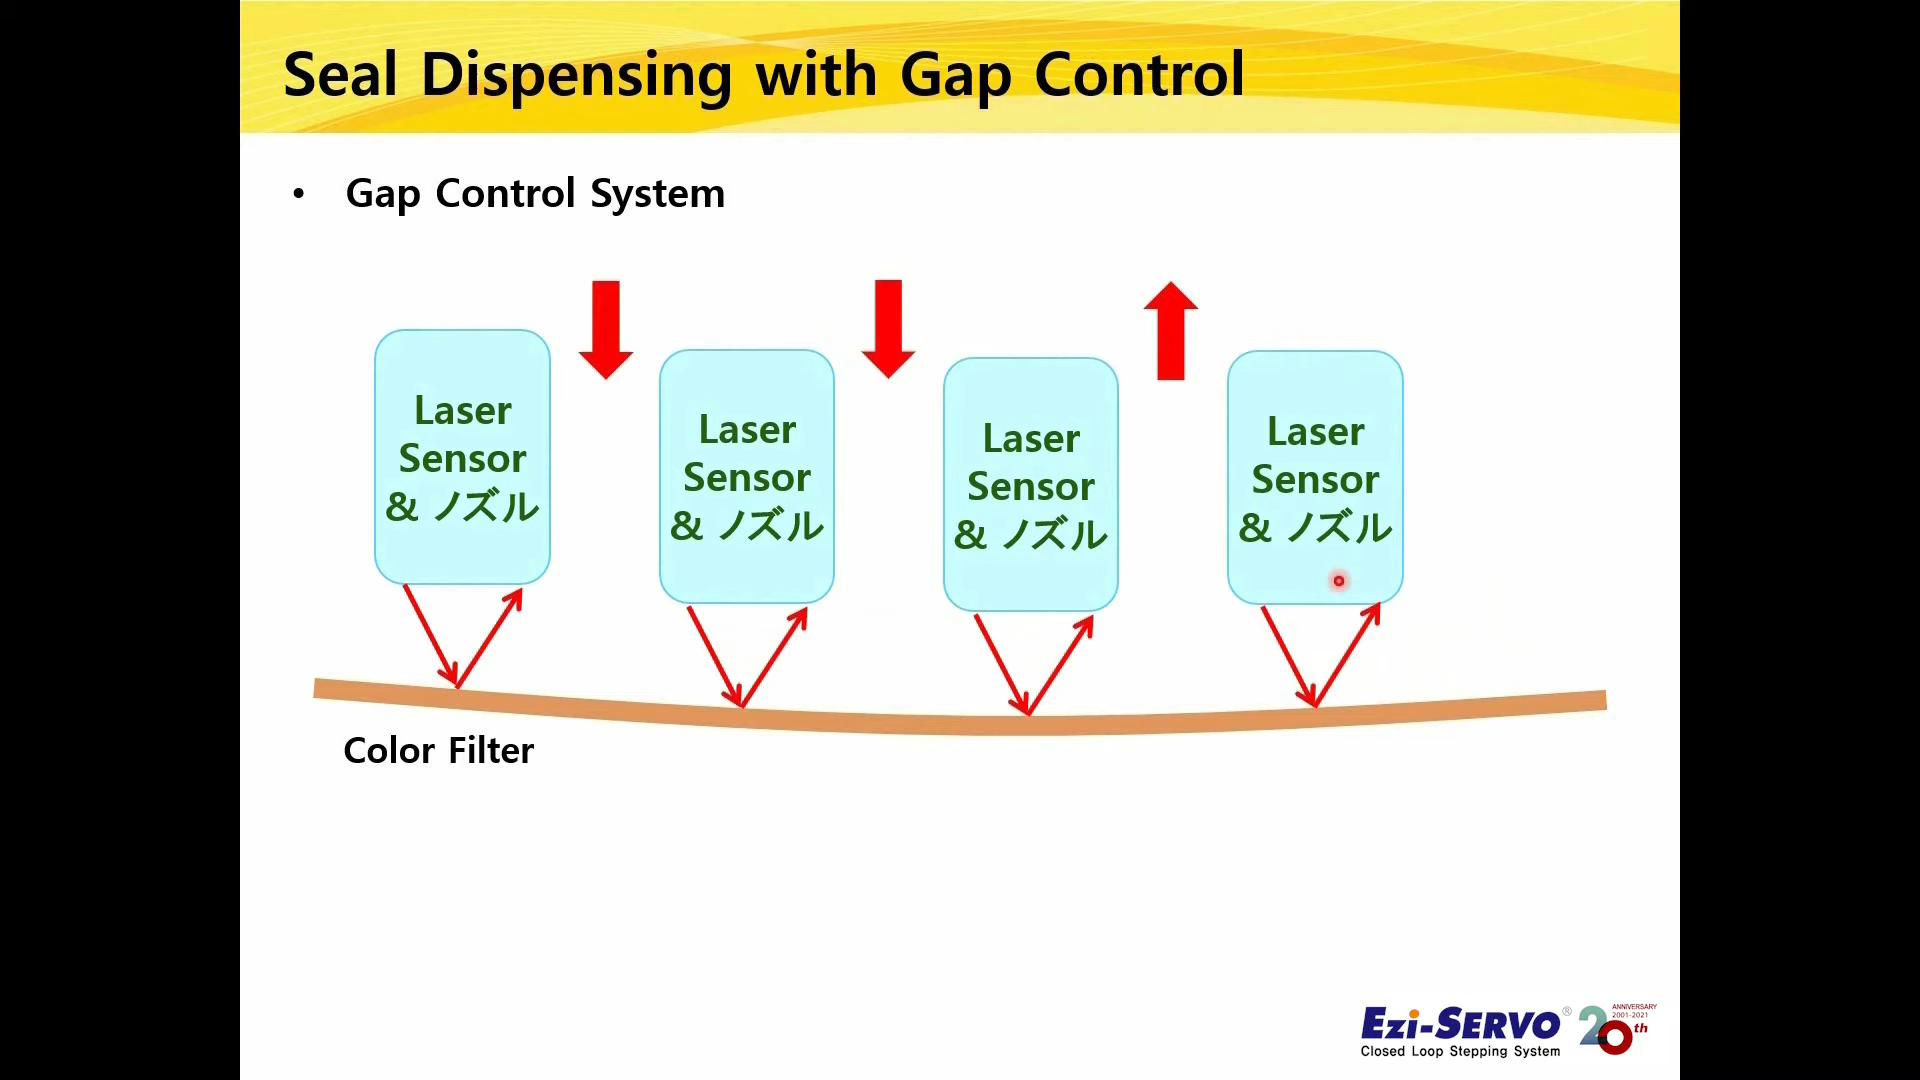 Seal Dispensing with Gap Control
• Gap Control System
Laser
Sensor
& ノズル
Laser
Sensor
& ノズル
Laser
Sensor
& ノズル
Laser
Sensor
& ノズル
Color Filter
Ezi-SERVO®
Closed Loop Stepping System
ANNIVERSARY
2001-2021
20th